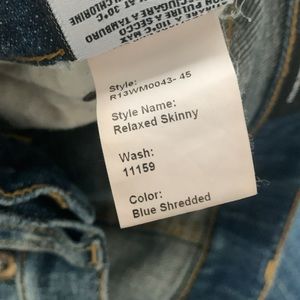 Style:
R13WM0043- 45
Style Name:
Relaxed Skinny
Wash:
11159
Color:
Blue Shredded